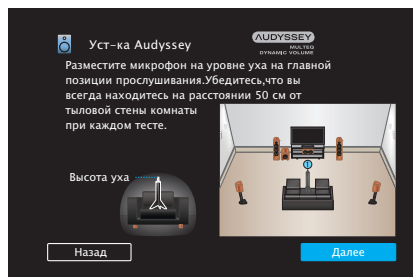 Уст-ка Audyssey
AUDYSSEY
MULTEQ
DYNAMIC VOLUME
Разместите микрофон на уровне уха на главной
позиции прослушивания.Убедитесь,что вы
всегда находитесь на расстоянии 50 см от
тыловой стены комнаты
при каждом тесте.
Высота уха
Назад
Далее